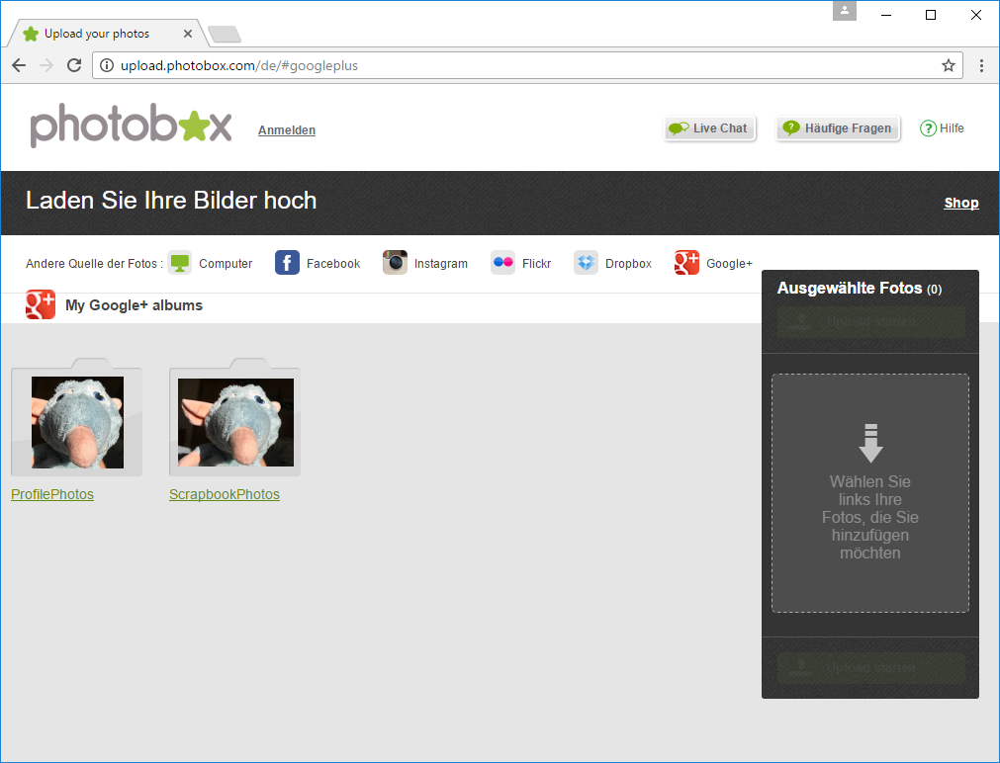 Upload your photos
upload.photobox.com/de/#googleplus
photobox
Anmelden
Live Chat
Häufige Fragen
Hilfe
Laden Sie Ihre Bilder hoch
Shop
Andere Quelle der Fotos :
Computer
Facebook
Instagram
Flickr
Dropbox
Google+
My Google+ albums
Ausgewählte Fotos (0)
Upload starten
ProfilePhotos
ScrapbookPhotos
Wählen Sie
links Ihre
Fotos, die Sie
hinzufügen
möchten
Upload starten